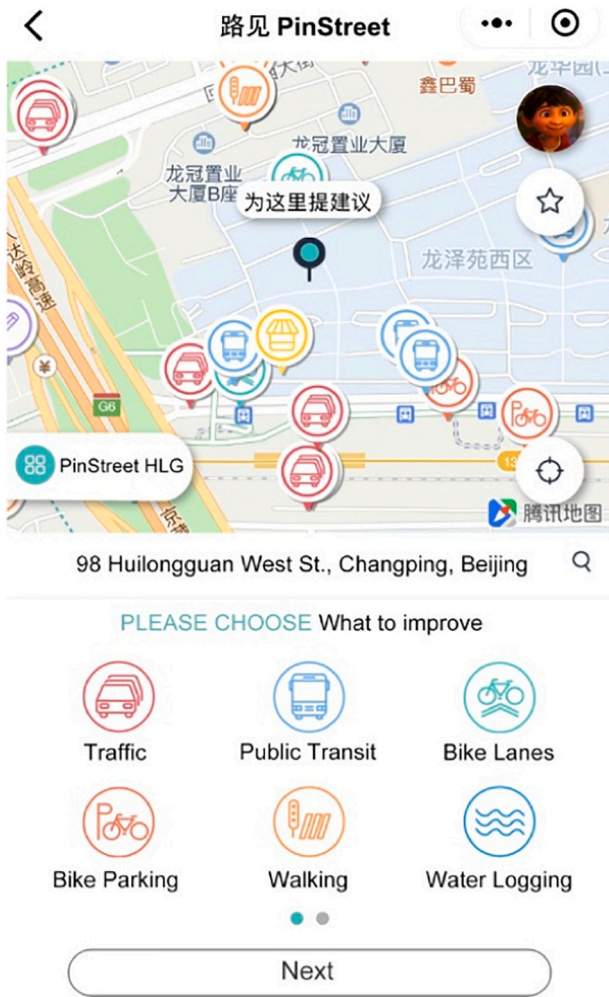 路见 PinStreet
鑫巴蜀
龙冠置业大厦
龙冠置业
大厦B座
为这里提建议
龙泽苑西区
达岭高速
G6
PinStreet HLG
13
腾讯地图
98 Huilongguan West St., Changping, Beijing
PLEASE CHOOSE What to improve
Traffic
Public Transit
Bike Lanes
Bike Parking
Walking
Water Logging
Next